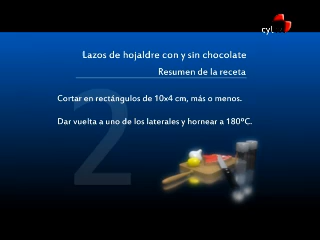 cyl
Lazos de hojaldre con y sin chocolate
Resumen de la receta
2
Cortar en rectángulos de 10x4 cm, más o menos.
Dar vuelta a uno de los laterales y hornear a 180ºC.